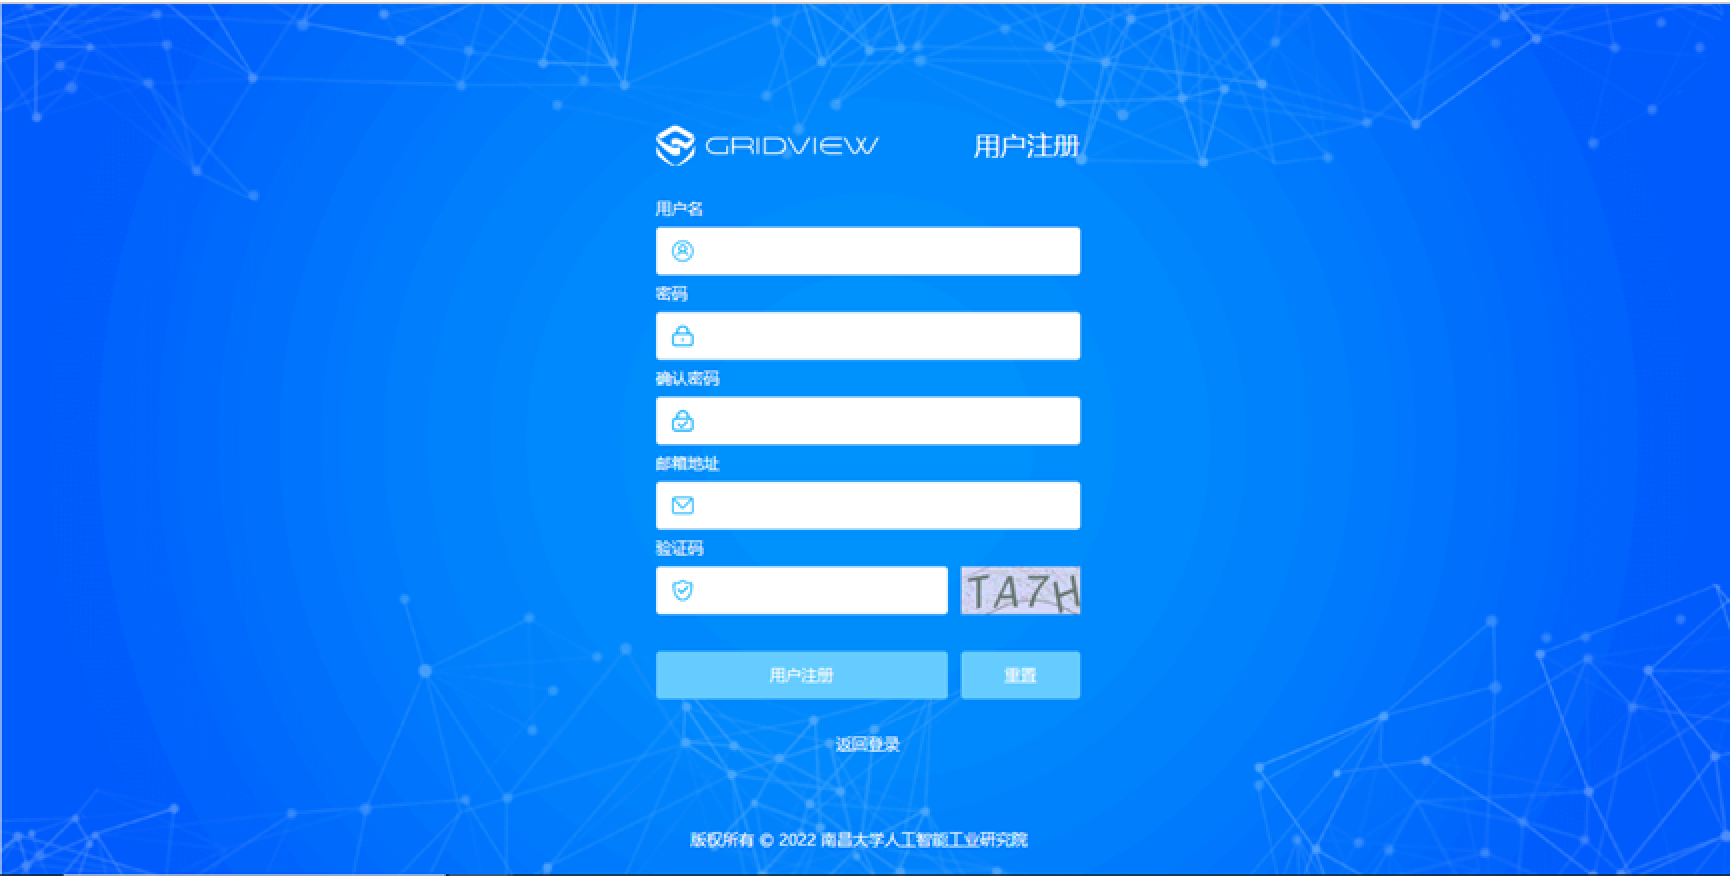 GRIDVIEW 用户注册
用户名
密码
确认密码
邮箱地址
验证码
TA7H
用户注册 重置
返回登录
版权所有 © 2022 南昌大学人工智能工业研究院